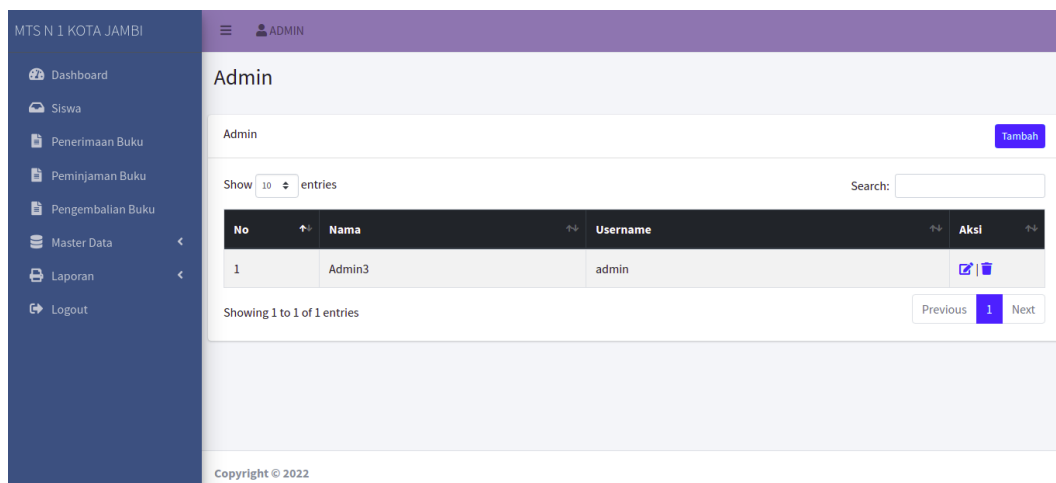 MTS N 1 KOTA JAMBI
ADMIN
Dashboard
Siswa
Penerimaan Buku
Peminjaman Buku
Pengembalian Buku
Master Data
Laporan
Logout
Admin
Admin
Tambah
Show 10 entries
Search:
No Nama Username Aksi
1 Admin3 admin |
Showing 1 to 1 of 1 entries
Previous 1 Next
Copyright © 2022